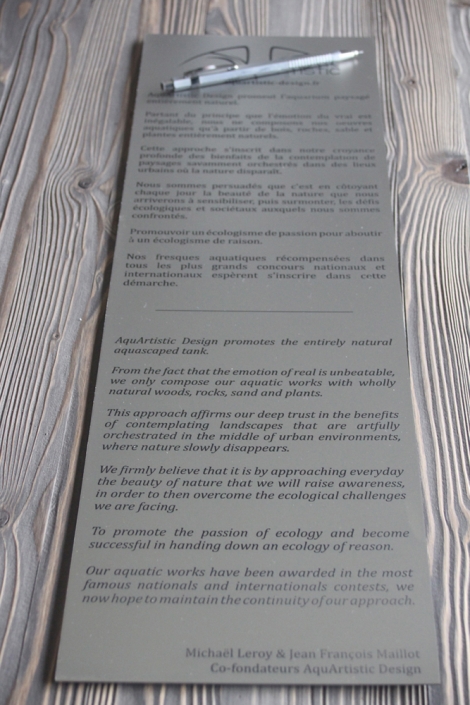 TISTIC
artistic-design.fr
Design promeut l'aquarium paysagé
entièrement naturel.
Partant du principe que l'émotion du vrai est
inégalable, nous ne composons nos œuvres
aquatiques qu'à partir de bois, roches, sable et
plantes entièrement naturels.
Cette approche s'inscrit dans notre croyance
profonde des bienfaits de la contemplation de
paysages savamment orchestrés dans des lieux
urbains où la nature disparaît.
Nous sommes persuadés que c'est en côtoyant
chaque jour la beauté de la nature que nous
arriverons à sensibiliser, puis surmonter, les défis
écologiques et sociétaux auxquels nous sommes
confrontés.
Promouvoir un écologisme de passion pour aboutir
à un écologisme de raison.
Nos fresques aquatiques récompensées dans
tous les plus grands concours nationaux et
internationaux espèrent s'inscrire dans cette
démarche.
AquArtistic Design promotes the entirely natural
aquascaped tank.
From the fact that the emotion of real is unbeatable,
we only compose our aquatic works with wholly
natural woods, rocks, sand and plants.
This approach affirms our deep trust in the benefits
of contemplating landscapes that are artfully
orchestrated in the middle of urban environments,
where nature slowly disappears.
We firmly believe that it is by approaching everyday
the beauty of nature that we will raise awareness,
in order to then overcome the ecological challenges
we are facing.
To promote the passion of ecology and become
successful in handing down an ecology of reason.
Our aquatic works have been awarded in the most
famous nationals and internationals contests, we
now hope to maintain the continuity of our approach.
Michaël Leroy & Jean François Maillot
Co-fondateurs AquArtistic Design